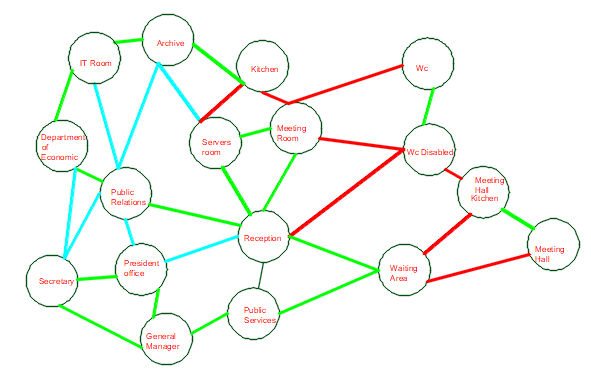 Archive
IT Room
Kitchen
Wc
Department
of
Economic
Servers
room
Meeting
Room
Wc Disabled
Public
Relations
Meeting
Hall
Kitchen
Reception
Meeting
Hall
President
office
Secretary
Waiting
Area
Public
Services
General
Manager